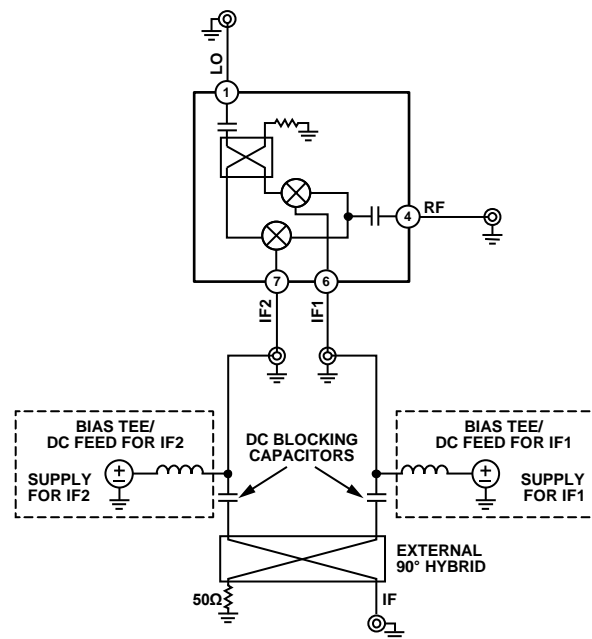 LO
1
4
RF
7
6
IF2
IF1
BIAS TEE/
DC FEED FOR IF2
SUPPLY
FOR IF2
DC BLOCKING
CAPACITORS
BIAS TEE/
DC FEED FOR IF1
SUPPLY
FOR IF1
EXTERNAL
90° HYBRID
50Ω
IF